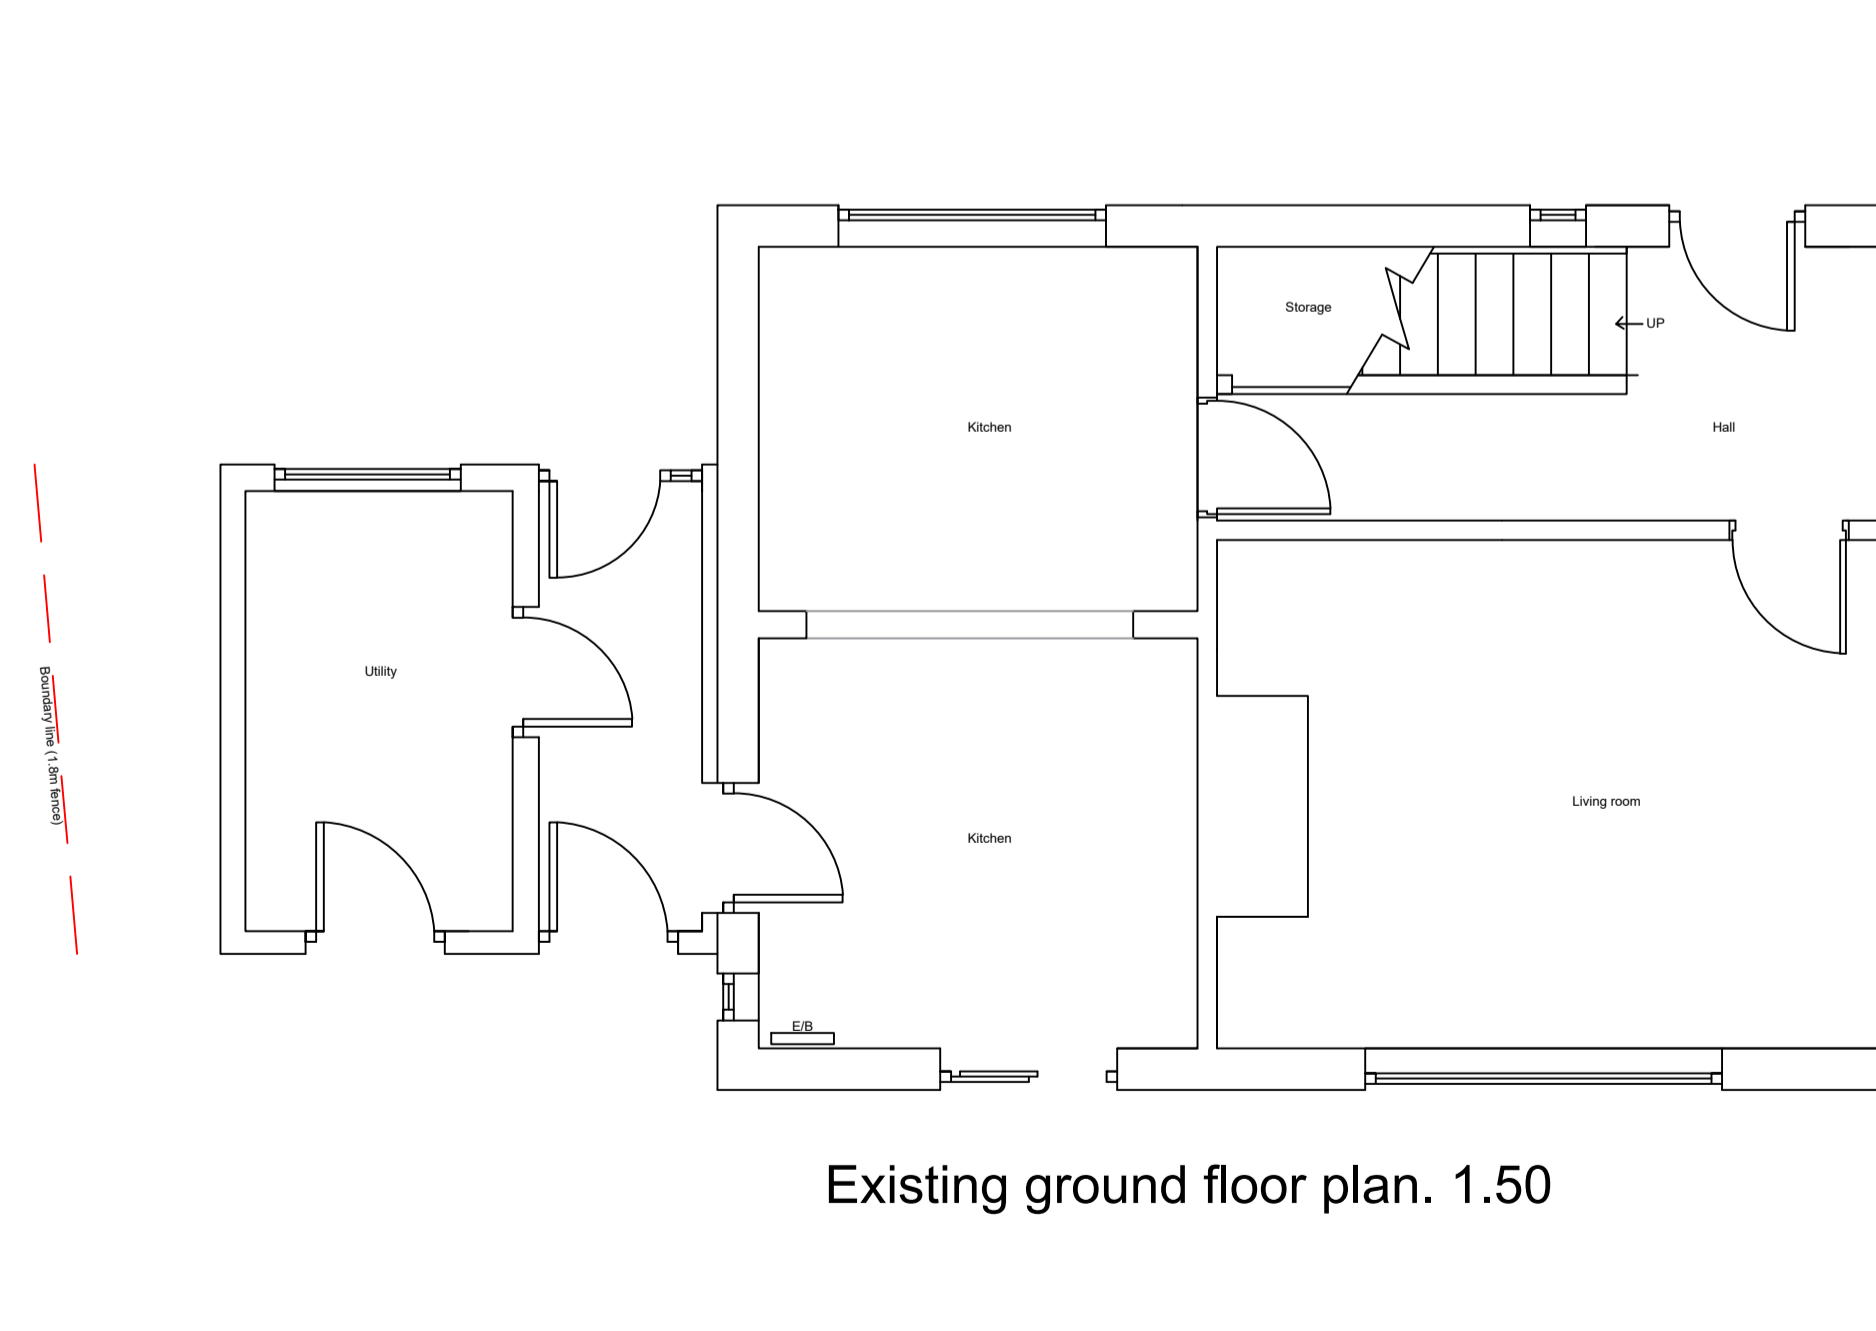 Storage
UP
Kitchen
Hall
Utility
Boundary line (1.8m fence)
Living room
Kitchen
E/B
Existing ground floor plan. 1.50